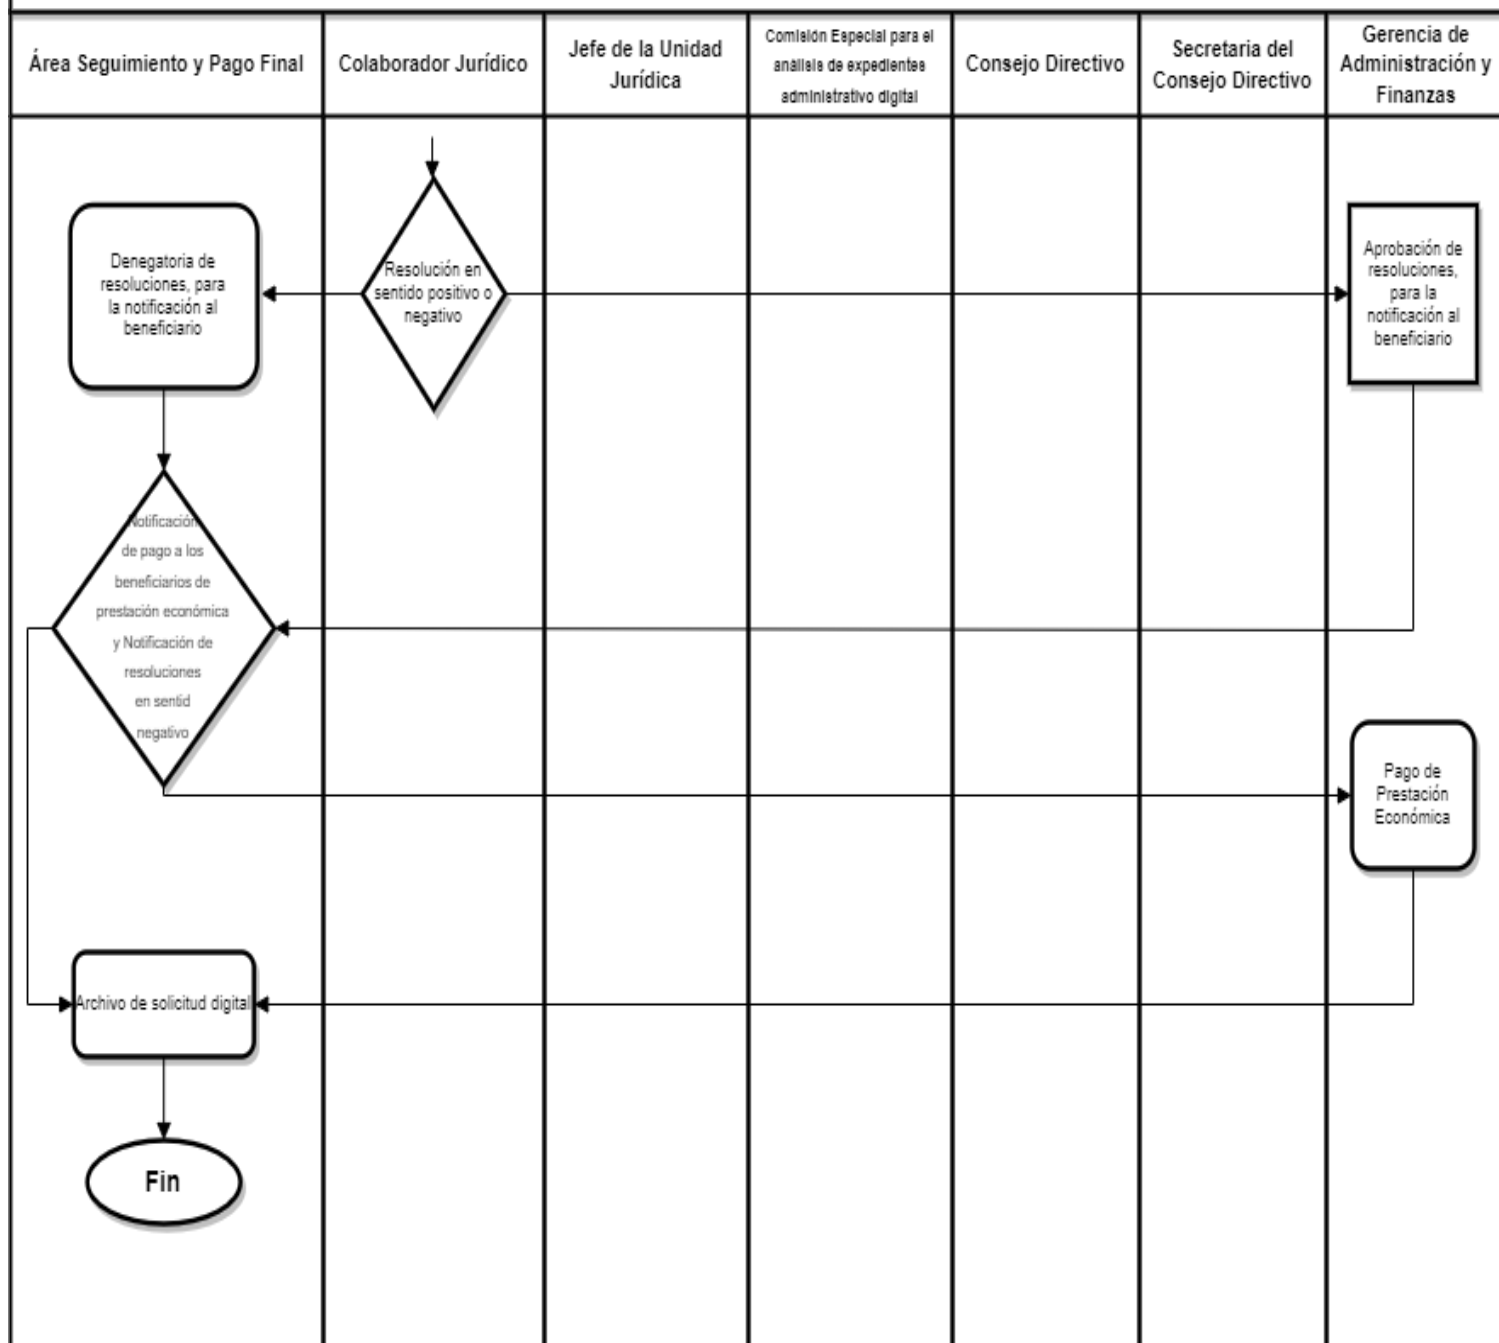 Área Seguimiento y Pago Final
Colaborador Jurídico
Jefe de la Unidad
Jurídica
Comisión Especial para el
análisis de expedientes
administrativo digital
Consejo Directivo
Secretaria del
Consejo Directivo
Gerencia de
Administración y
Finanzas
Denegatoria de
resoluciones, para
la notificación al
beneficiario
Resolución en
sentido positivo o
negativo
Aprobación de
resoluciones,
para la
notificación al
beneficiario
Notificación
de pago a los
beneficiarios de
prestación económica
y Notificación de
resoluciones
en sentid
negativo
Pago de
Prestación
Económica
Archivo de solicitud digital
Fin